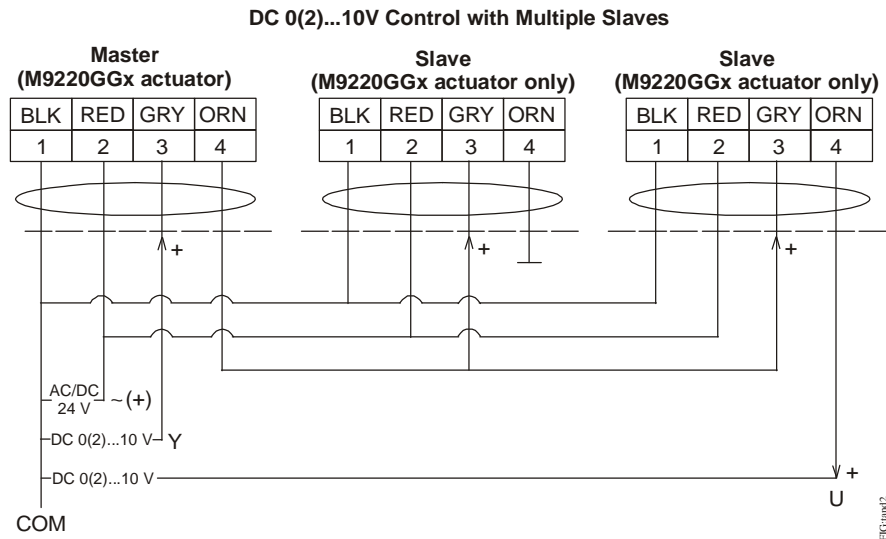 DC 0(2)...10V Control with Multiple Slaves
Master
(M9220GGx actuator)
Slave
(M9220GGx actuator only)
Slave
(M9220GGx actuator only)
BLK RED GRY ORN
1 2 3 4
BLK RED GRY ORN
1 2 3 4
BLK RED GRY ORN
1 2 3 4
+
+
+
AC/DC
24 V
~(+)
DC 0(2)...10 V Y
DC 0(2)...10 V
+
U
COM
FIG:tand2